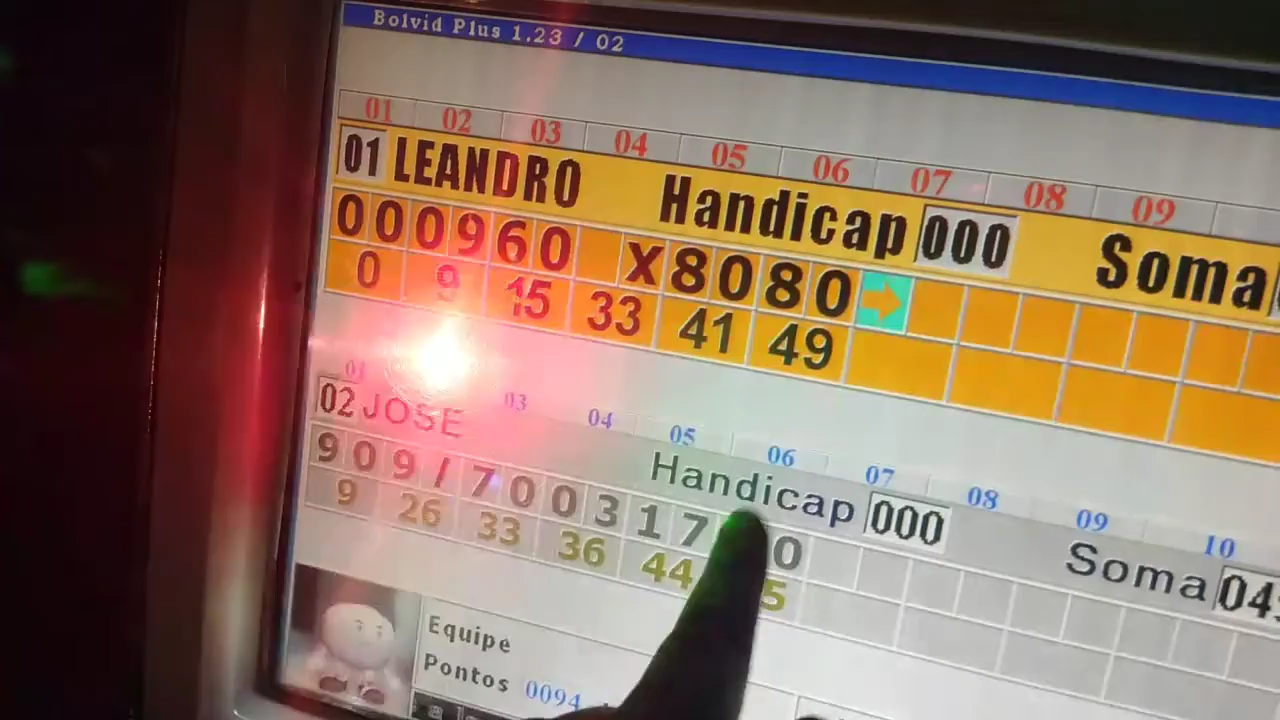 Bolvid Plus 1.23 / 02
01 02 03 04 05 06 07 08 09
01 LEANDRO Handicap 000 Soma
0 0 0 9 6 0 X 8 0 8 0
0 9 15 33 41 49
01 03 04 05 06 07 08 09 10
02 JOSE Handicap 000 Soma 04
9 0 9 / 7 0 0 3 1 7 0
9 26 33 36 44
Equipe
Pontos 0094